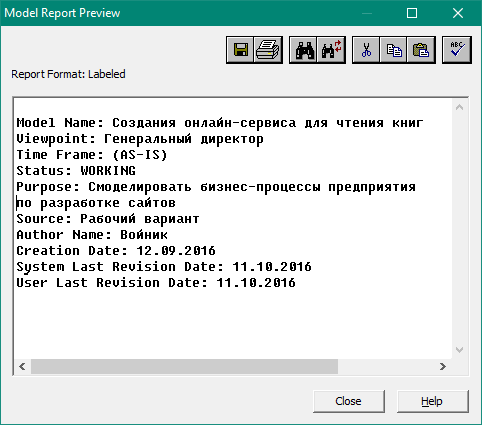 Model Report Preview
ABC
Report Format: Labeled
Model Name: Создания онлайн-сервиса для чтения книг
Viewpoint: Генеральный директор
Time Frame: (AS-IS)
Status: WORKING
Purpose: Смоделировать бизнес-процессы предприятия
по разработке сайтов
Source: Рабочий вариант
Author Name: Войник
Creation Date: 12.09.2016
System Last Revision Date: 11.10.2016
User Last Revision Date: 11.10.2016
Close
Help